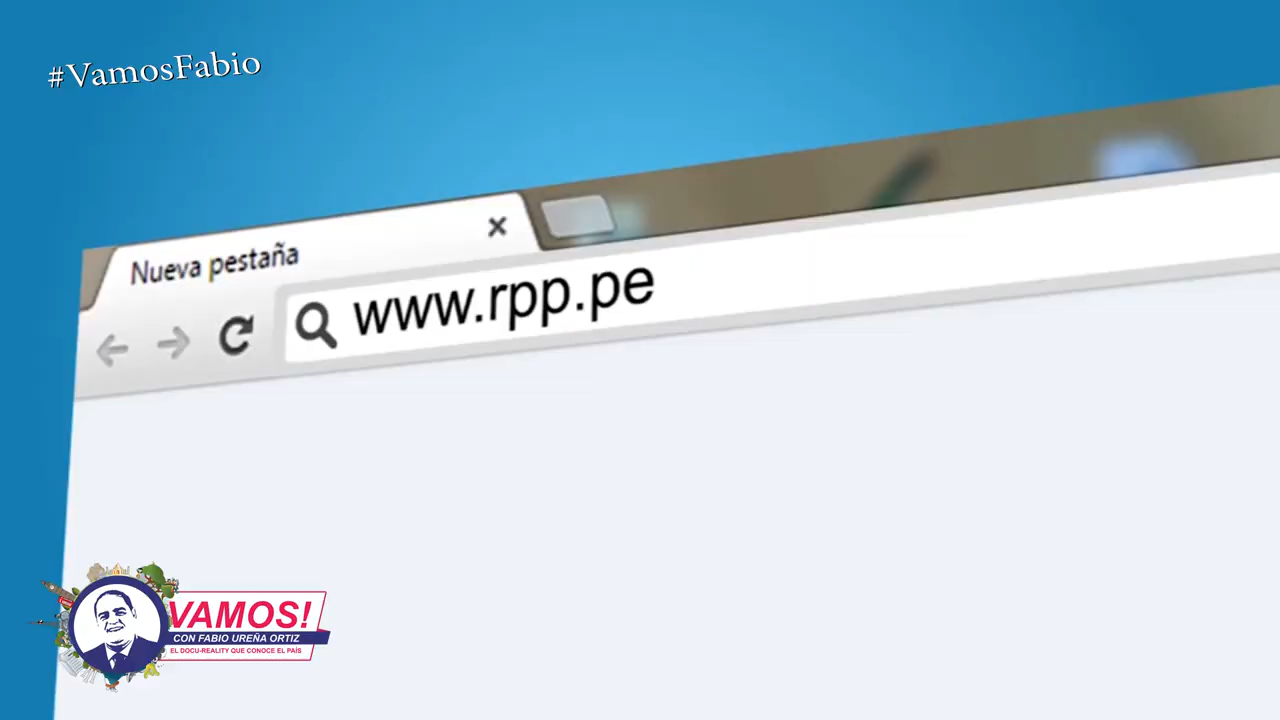 #VamosFabio
Nueva pestaña
www.rpp.pe
VAMOS!
CON FABIO UREÑA ORTIZ
EL DOCU-REALITY QUE CONOCE EL PAÍS